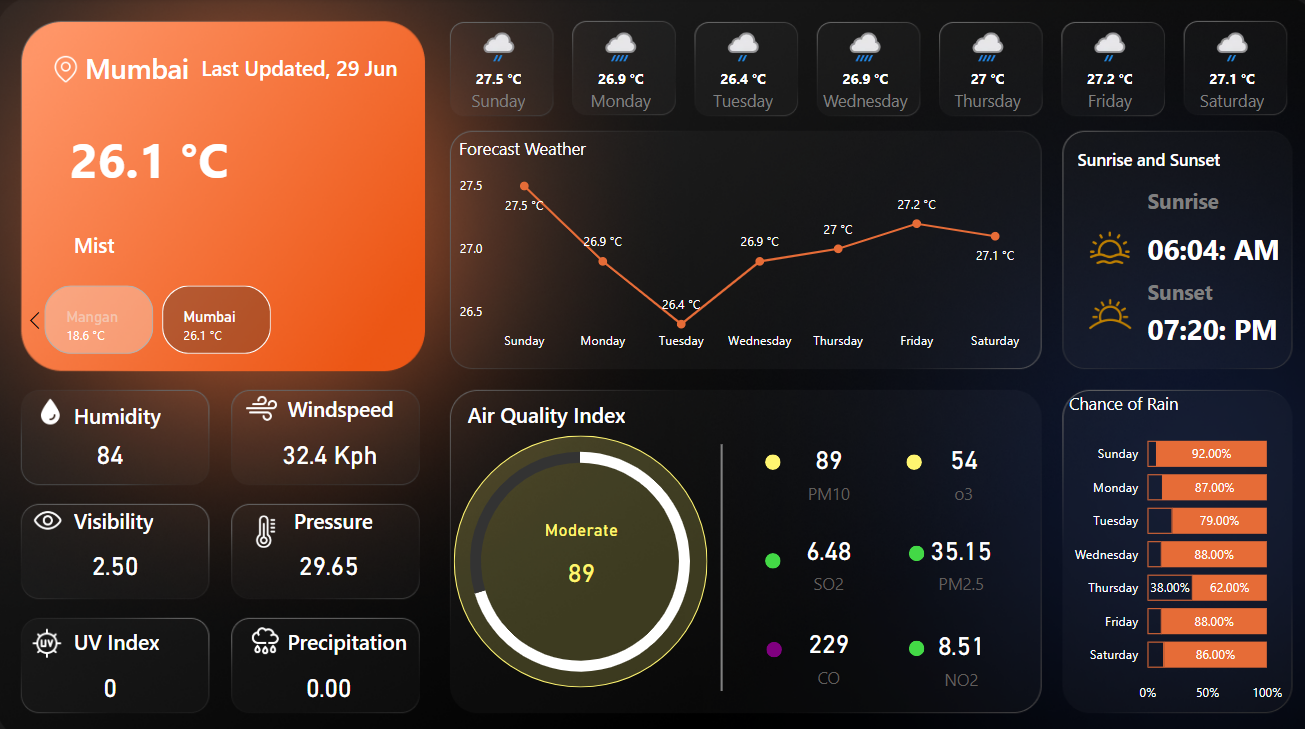 Mumbai Last Updated, 29 Jun
26.1 °C
Mist
Mangan
18.6 °C
Mumbai
26.1 °C
27.5 °C
Sunday
26.9 °C
Monday
26.4 °C
Tuesday
26.9 °C
Wednesday
27 °C
Thursday
27.2 °C
Friday
27.1 °C
Saturday
Forecast Weather
27.5
27.0
26.5
27.5 °C
26.9 °C
26.4 °C
26.9 °C
27 °C
27.2 °C
27.1 °C
Sunday Monday Tuesday Wednesday Thursday Friday Saturday
Sunrise and Sunset
Sunrise
06:04: AM
Sunset
07:20: PM
Humidity
84
Windspeed
32.4 Kph
Visibility
2.50
Pressure
29.65
UV
UV Index
0
Precipitation
0.00
Air Quality Index
Moderate
89
89
PM10
54
o3
6.48
SO2
35.15
PM2.5
229
CO
8.51
NO2
Chance of Rain
Sunday 92.00%
Monday 87.00%
Tuesday 79.00%
Wednesday 88.00%
Thursday 38.00% 62.00%
Friday 88.00%
Saturday 86.00%
0% 50% 100%